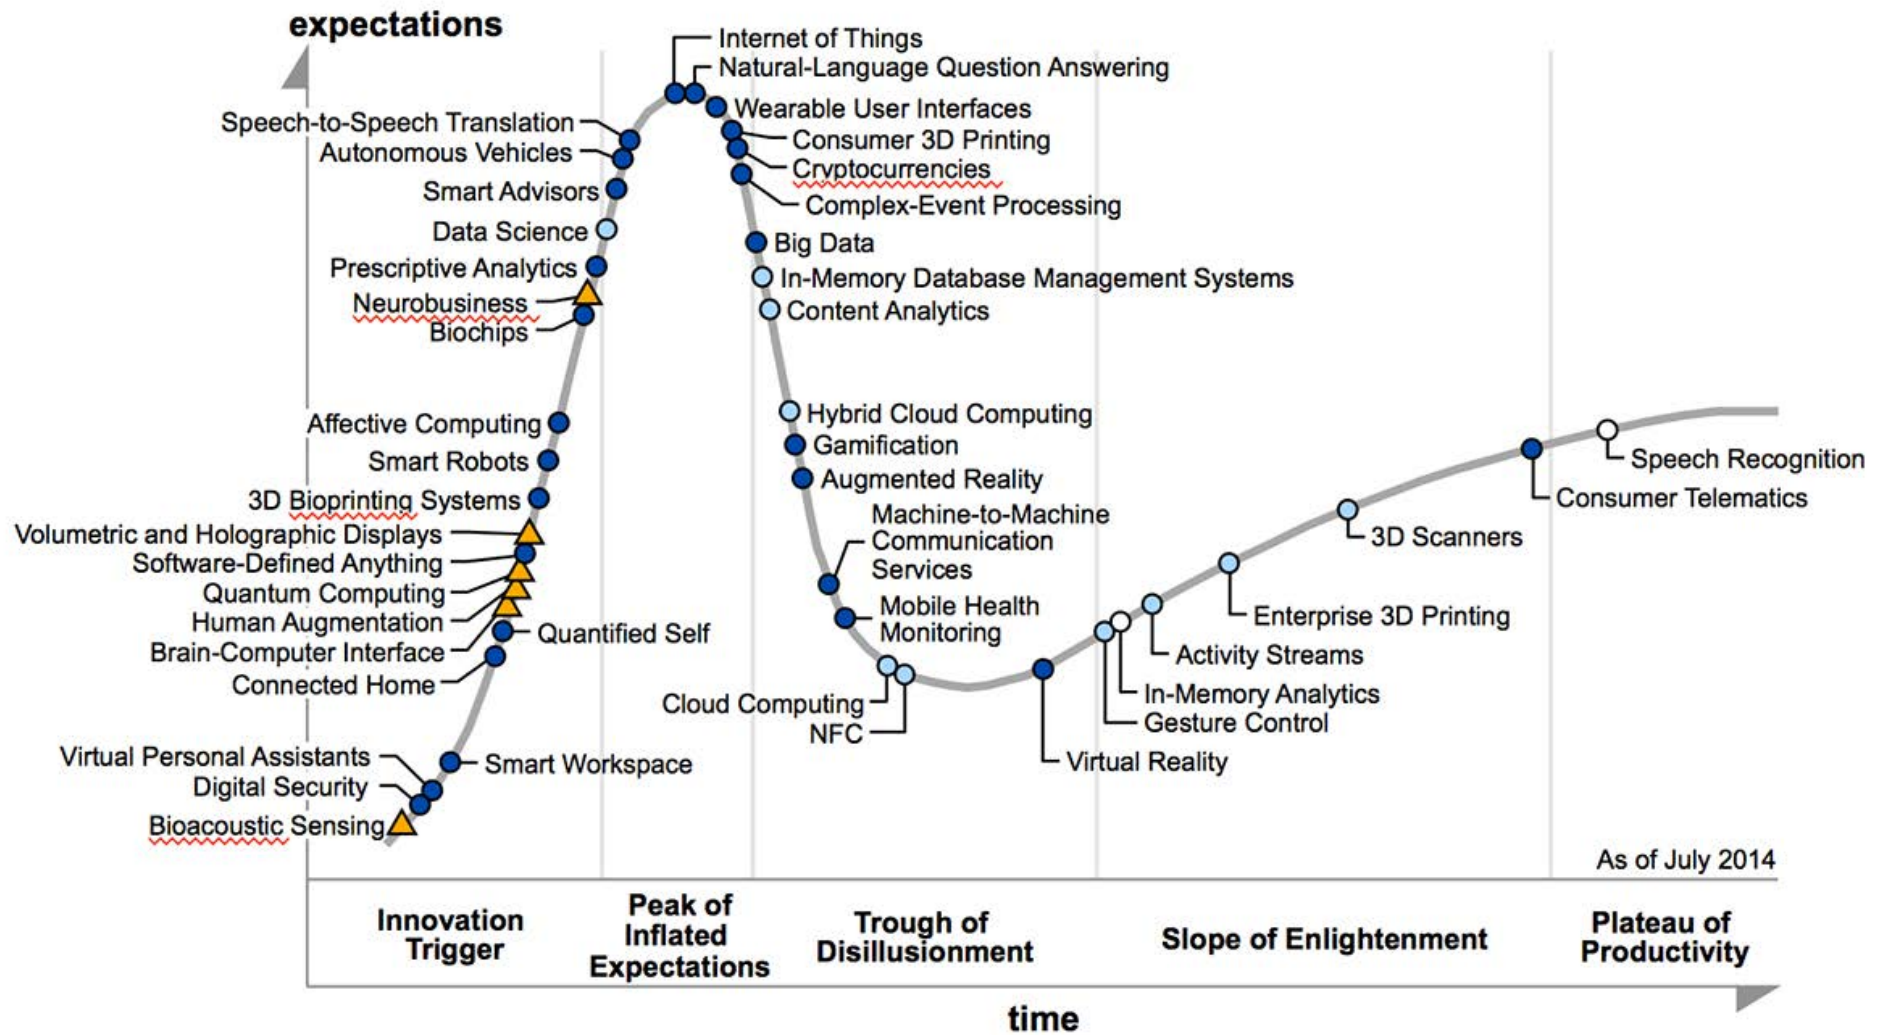 expectations
Internet of Things
Natural-Language Question Answering
Wearable User Interfaces
Speech-to-Speech Translation
Consumer 3D Printing
Autonomous Vehicles
Cryptocurrencies
Smart Advisors
Complex-Event Processing
Data Science
Big Data
Prescriptive Analytics
In-Memory Database Management Systems
Neurobusiness
Content Analytics
Biochips
Affective Computing
Hybrid Cloud Computing
Gamification
Smart Robots
Augmented Reality
3D Bioprinting Systems
Machine-to-Machine
Communication
Services
Volumetric and Holographic Displays
Software-Defined Anything
Quantum Computing
Human Augmentation
Brain-Computer Interface
Connected Home
Quantified Self
Mobile Health
Monitoring
Cloud Computing
NFC
Virtual Reality
Gesture Control
In-Memory Analytics
Activity Streams
Enterprise 3D Printing
3D Scanners
Consumer Telematics
Speech Recognition
Virtual Personal Assistants
Smart Workspace
Digital Security
Bioacoustic Sensing
As of July 2014
Innovation
Trigger
Peak of
Inflated
Expectations
Trough of
Disillusionment
Slope of Enlightenment
Plateau of
Productivity
time